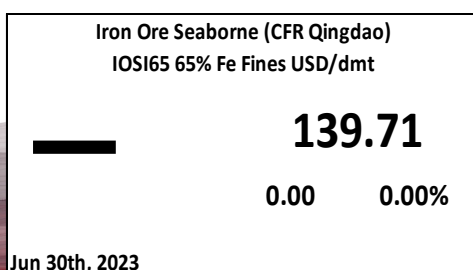 Iron Ore Seaborne (CFR Qingdao)
IOSI65 65% Fe Fines USD/dmt
139.71
0.00 0.00%
Jun 30th, 2023